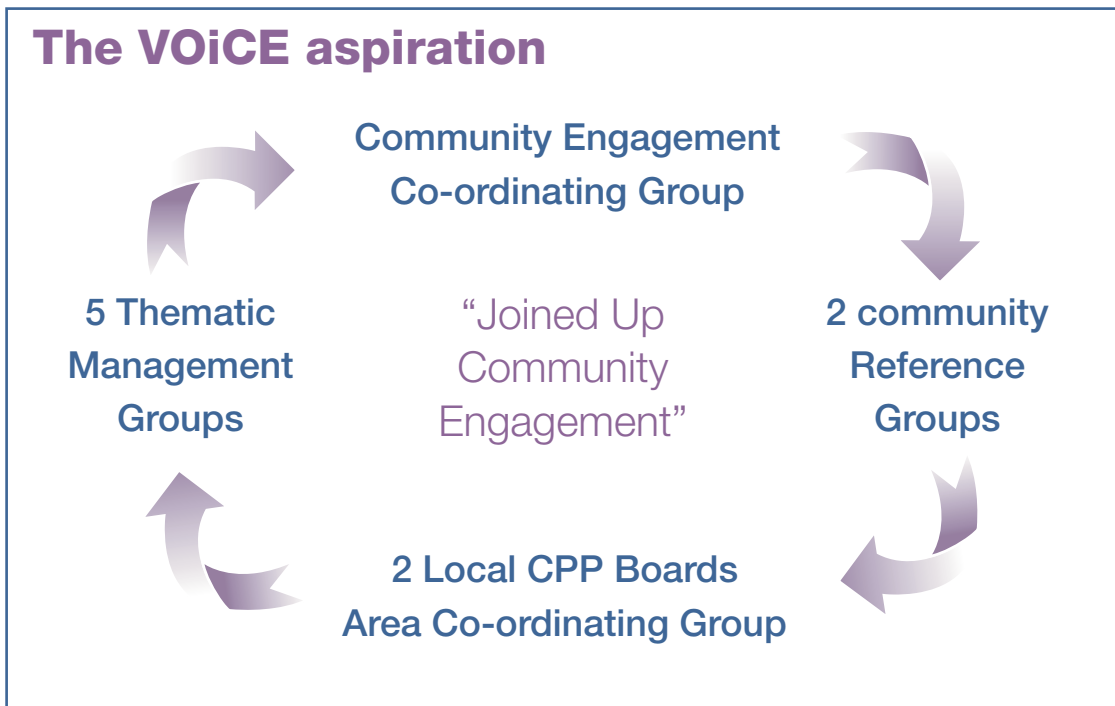 The VOiCE aspiration
Community Engagement
Co-ordinating Group
5 Thematic
Management
Groups
“Joined Up
Community
Engagement”
2 community
Reference
Groups
2 Local CPP Boards
Area Co-ordinating Group